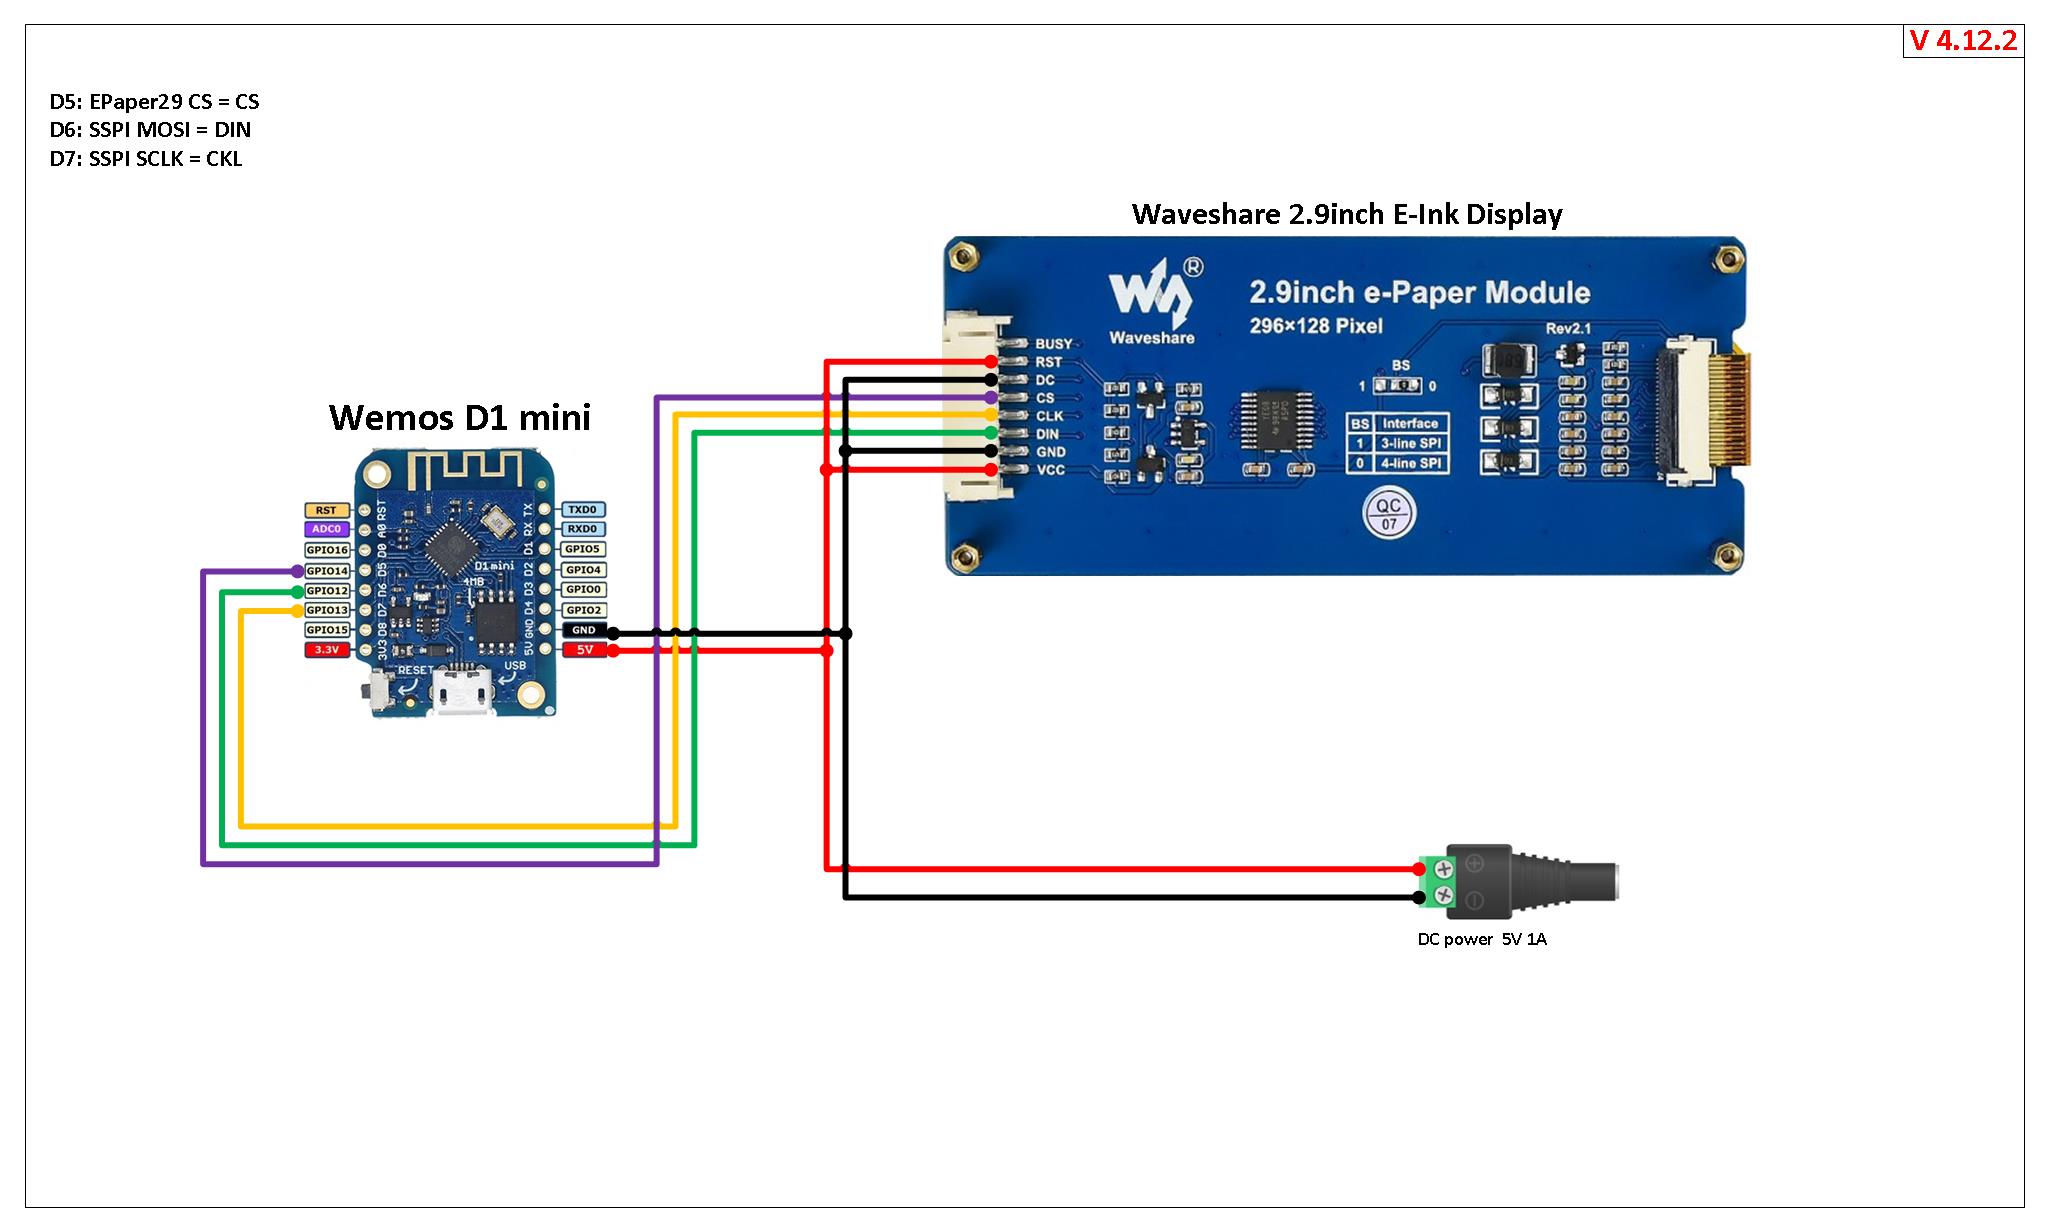 V 4.12.2
D5: EPaper29 CS = CS
D6: SSPI MOSI = DIN
D7: SSPI SCLK = CKL
Waveshare 2.9inch E-Ink Display
Waveshare
®
2.9inch e-Paper Module
296×128 Pixel
Rev2.1
BUSY
RST
DC
CS
CLK
DIN
GND
VCC
BS
1 0
BS Interface
1 3-line SPI
0 4-line SPI
QC
07
Wemos D1 mini
RST RST TX TXD0
ADC0 A0 RX RXD0
GPIO16 D0 D1 GPIO5
GPIO14 D5 D2 GPIO4
GPIO12 D6 D3 GPIO0
GPIO13 D7 D4 GPIO2
GPIO15 D8 GND GND
3.3V 3V3 5V 5V
D1 mini
4MB
RESET
USB
DC power 5V 1A